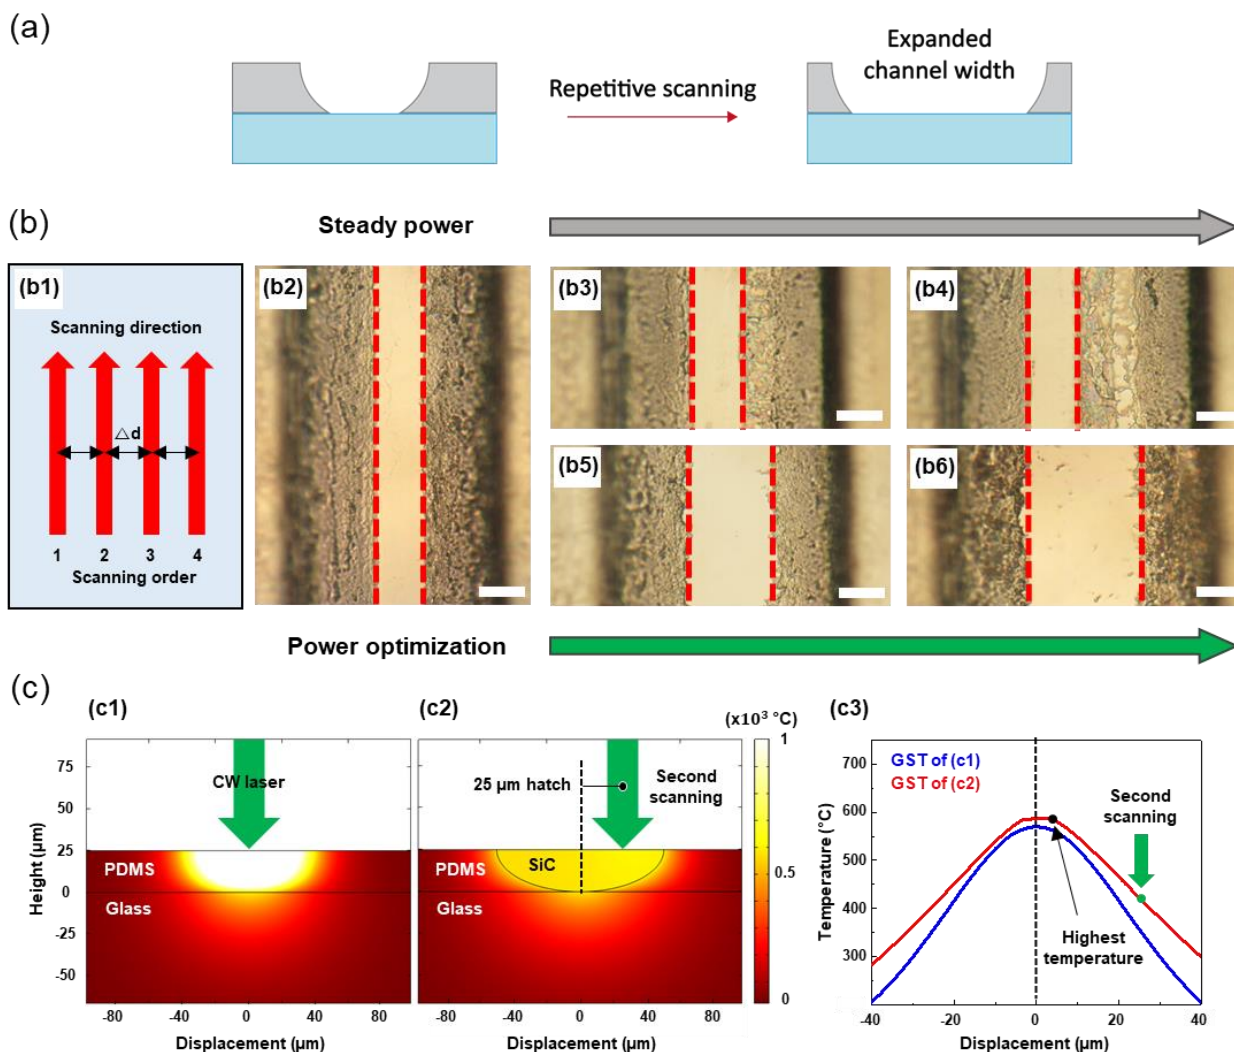 (a)
Expanded
channel width
Repetitive scanning
(b)
Steady power
(b1)
Scanning direction
△d
1 2 3 4
Scanning order
(b2)
(b3)
(b4)
(b5)
(b6)
Power optimization
(c)
(c1)
(c2)
(x10³ °C)
(c3)
75
50
25
0
-25
-50
Height (μm)
CW laser
PDMS
Glass
-80 -40 0 40 80
Displacement (μm)
25 μm hatch
Second
scanning
SiC
PDMS
Glass
-80 -40 0 40 80
Displacement (μm)
1
0.5
0
700
600
500
400
300
Temperature (°C)
GST of (c1)
GST of (c2)
Second
scanning
Highest
temperature
-40 -20 0 20 40
Displacement (μm)